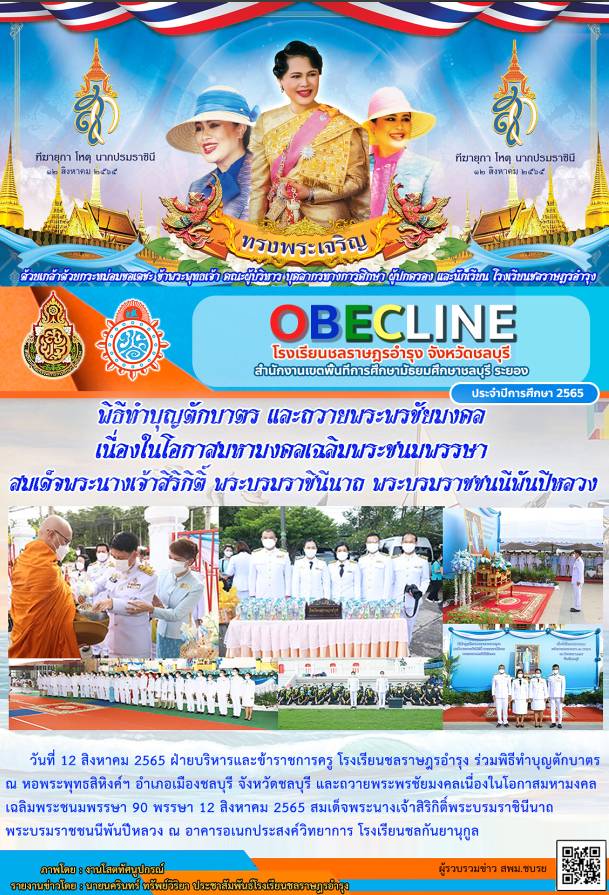 ทีฆายุกา โหตุ นาถปรมราชินี
๑๒ สิงหาคม ๒๕๖๕
ทีฆายุกา โหตุ นาถปรมราชินี
๑๒ สิงหาคม ๒๕๖๕
ทรงพระเจริญ
ด้วยเกล้าด้วยกระหม่อมขอเดชะ ข้าพระพุทธเจ้า คณะผู้บริหาร บุคลากรทางการศึกษา ผู้ปกครอง และนักเรียน โรงเรียนชลราษฎรอำรุง
OBECLINE
โรงเรียนชลราษฎรอำรุง จังหวัดชลบุรี
สำนักงานเขตพื้นที่การศึกษามัธยมศึกษาชลบุรี ระยอง
ประจำปีการศึกษา 2565
พิธีทำบุญตักบาตร และถวายพระพรชัยมงคล
เนื่องในโอกาสมหามงคลเฉลิมพระชนมพรรษา
สมเด็จพระนางเจ้าสิริกิติ์ พระบรมราชินีนาถ พระบรมราชชนนีพันปีหลวง
วันที่ 12 สิงหาคม 2565 ฝ่ายบริหารและข้าราชการครู โรงเรียนชลราษฎรอำรุง ร่วมพิธีทำบุญตักบาตร
ณ หอพระพุทธสิหิงค์ฯ อำเภอเมืองชลบุรี จังหวัดชลบุรี และถวายพระพรชัยมงคลเนื่องในโอกาสมหามงคล
เฉลิมพระชนมพรรษา 90 พรรษา 12 สิงหาคม 2565 สมเด็จพระนางเจ้าสิริกิติ์พระบรมราชินีนาถ
พระบรมราชชนนีพันปีหลวง ณ อาคารอเนกประสงค์วิทยาการ โรงเรียนชลกันยานุกูล
ภาพโดย : งานโสตทัศนูปกรณ์
รายงานข่าวโดย : นายนครินทร์ ทรัพย์วิริยา ประชาสัมพันธ์โรงเรียนชลราษฎรอำรุง
ผู้รวบรวมข่าว สพม.ชบรย